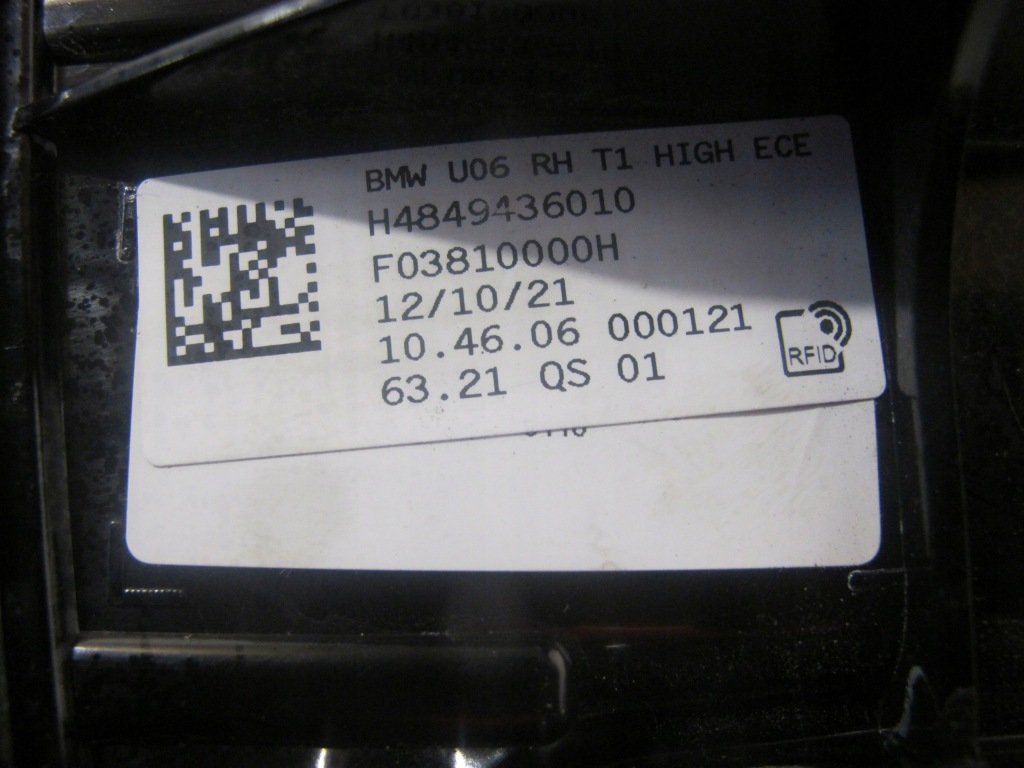 BMW U06 RH T1 HIGH ECE
H4849436010
F03810000H
12/10/21
10.46.06 000121
63.21 QS 01
RFID